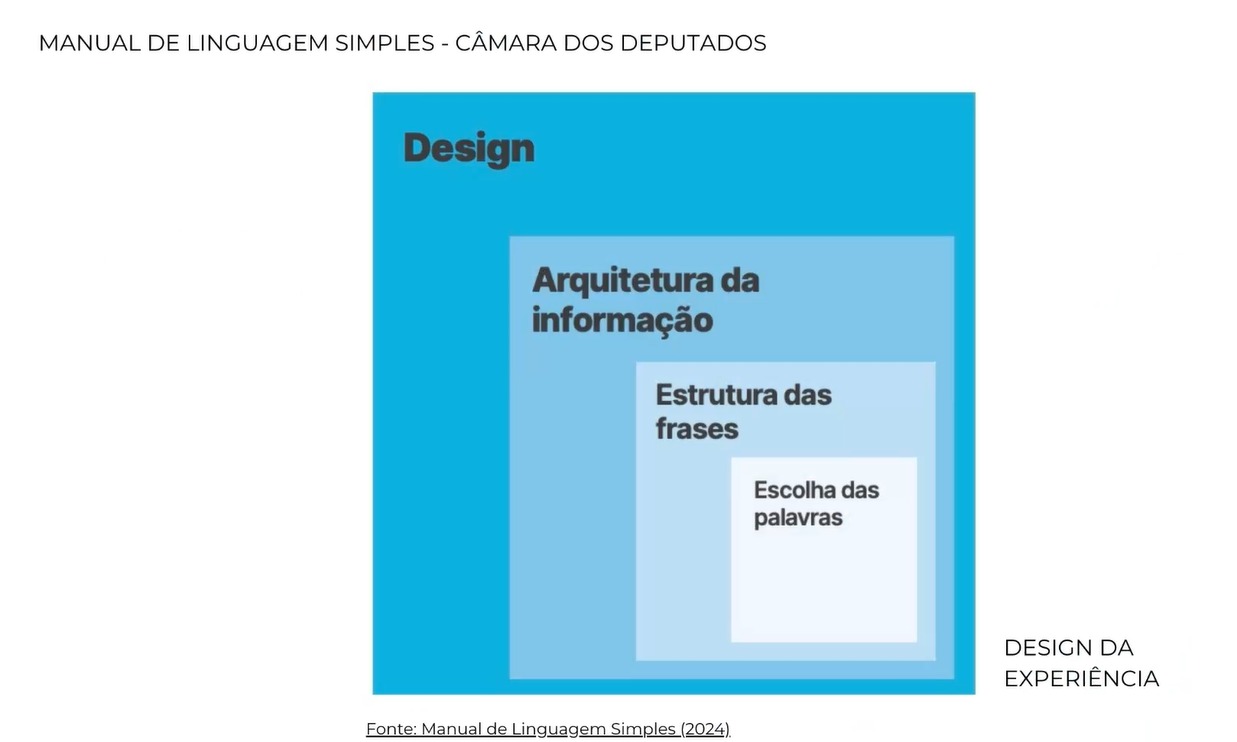 MANUAL DE LINGUAGEM SIMPLES - CÂMARA DOS DEPUTADOS
Design
Arquitetura da
informação
Estrutura das
frases
Escolha das
palavras
DESIGN DA
EXPERIÊNCIA
Fonte: Manual de Linguagem Simples (2024)